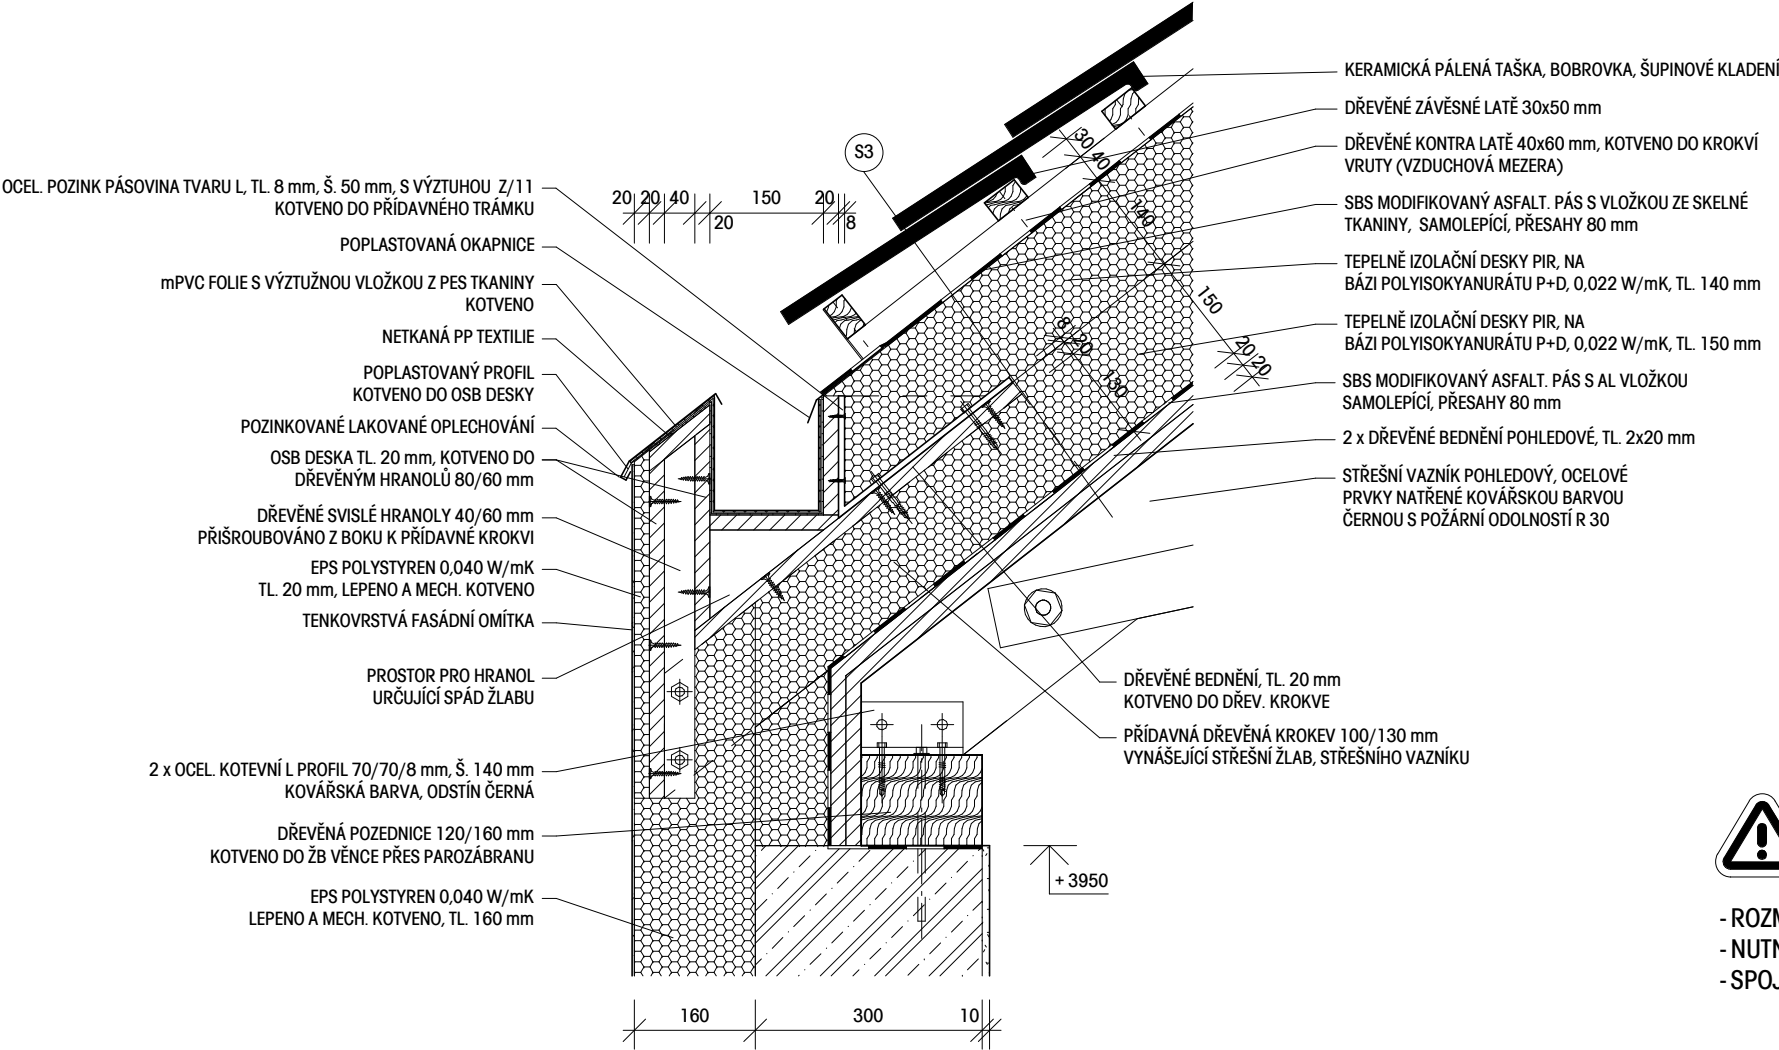 OCEL. POZINK PÁSOVINA TVARU L, TL. 8 mm, Š. 50 mm, S VÝZTUHOU Z/11
KOTVENO DO PŘÍDAVNÉHO TRÁMKU
POPLASTOVANÁ OKAPNICE
mPVC FOLIE S VÝZTUŽNOU VLOŽKOU Z PES TKANINY
KOTVENO
NETKANÁ PP TEXTILIE
POPLASTOVANÝ PROFIL
KOTVENO DO OSB DESKY
POZINKOVANÉ LAKOVANÉ OPLECHOVÁNÍ
OSB DESKA TL. 20 mm, KOTVENO DO
DŘEVĚNÝM HRANOLŮ 80/60 mm
DŘEVĚNÉ SVISLÉ HRANOLY 40/60 mm
PŘIŠROUBOVÁNO Z BOKU K PŘÍDAVNÉ KROKVI
EPS POLYSTYREN 0,040 W/mK
TL. 20 mm, LEPENO A MECH. KOTVENO
TENKOVRSTVÁ FASÁDNÍ OMÍTKA
PROSTOR PRO HRANOL
URČUJÍCÍ SPÁD ŽLABU
2 x OCEL. KOTEVNÍ L PROFIL 70/70/8 mm, Š. 140 mm
KOVÁŘSKÁ BARVA, ODSTÍN ČERNÁ
DŘEVĚNÁ POZEDNICE 120/160 mm
KOTVENO DO ŽB VĚNCE PŘES PAROZÁBRANU
EPS POLYSTYREN 0,040 W/mK
LEPENO A MECH. KOTVENO, TL. 160 mm
20 20 40 150 20
20 8
S3
30 40
140
150
8 20
130
20 20
KERAMICKÁ PÁLENÁ TAŠKA, BOBROVKA, ŠUPINOVÉ KLADENÍ
DŘEVĚNÉ ZÁVĚSNÉ LATĚ 30x50 mm
DŘEVĚNÉ KONTRA LATĚ 40x60 mm, KOTVENO DO KROKVÍ
VRUTY (VZDUCHOVÁ MEZERA)
SBS MODIFIKOVANÝ ASFALT. PÁS S VLOŽKOU ZE SKELNÉ
TKANINY, SAMOLEPÍCÍ, PŘESAHY 80 mm
TEPELNĚ IZOLAČNÍ DESKY PIR, NA
BÁZI POLYISOKYANURÁTU P+D, 0,022 W/mK, TL. 140 mm
TEPELNĚ IZOLAČNÍ DESKY PIR, NA
BÁZI POLYISOKYANURÁTU P+D, 0,022 W/mK, TL. 150 mm
SBS MODIFIKOVANÝ ASFALT. PÁS S AL VLOŽKOU
SAMOLEPÍCÍ, PŘESAHY 80 mm
2 x DŘEVĚNÉ BEDNĚNÍ POHLEDOVÉ, TL. 2x20 mm
STŘEŠNÍ VAZNÍK POHLEDOVÝ, OCELOVÉ
PRVKY NATŘENÉ KOVÁŘSKOU BARVOU
ČERNOU S POŽÁRNÍ ODOLNOSTÍ R 30
DŘEVĚNÉ BEDNĚNÍ, TL. 20 mm
KOTVENO DO DŘEV. KROKVE
PŘÍDAVNÁ DŘEVĚNÁ KROKEV 100/130 mm
VYNÁŠEJÍCÍ STŘEŠNÍ ŽLAB, STŘEŠNÍHO VAZNÍKU
+3950
160 300 10
- ROZM
- NUTN
- SPOJ